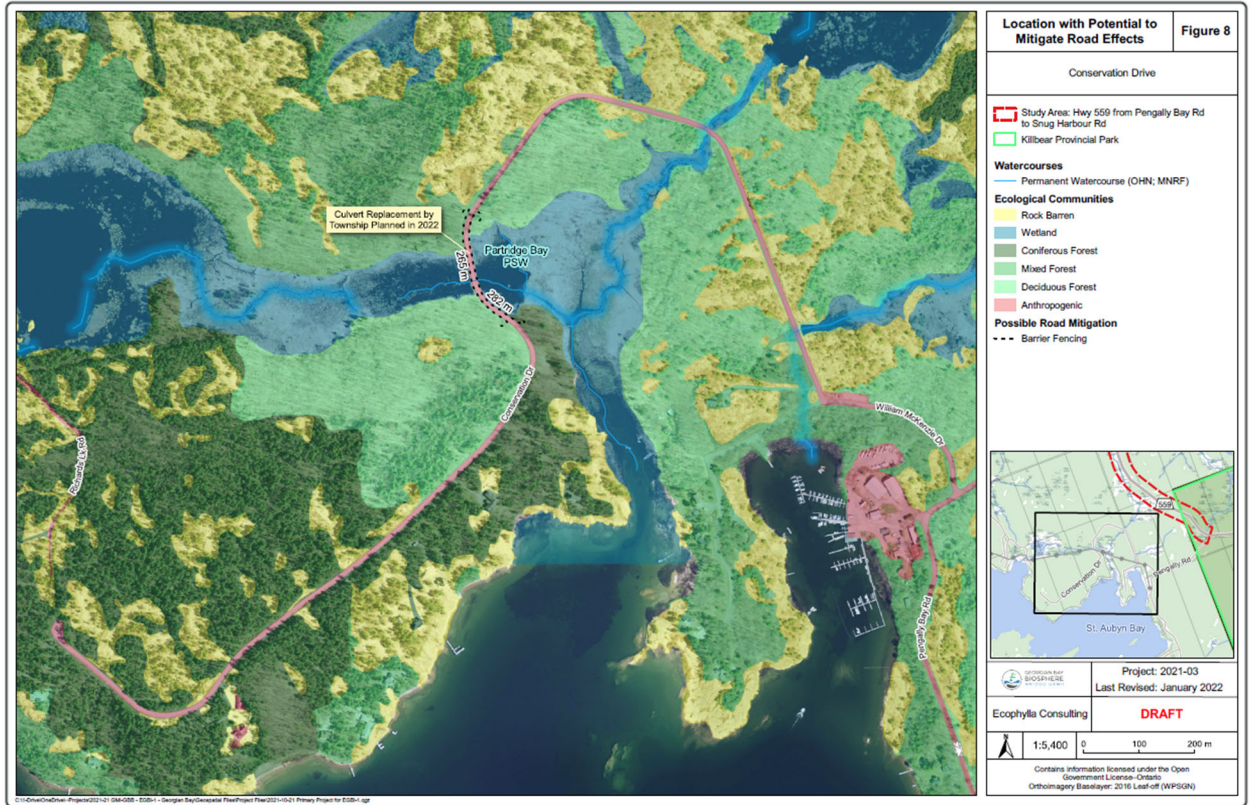 Culvert Replacement by
Township Planned in 2022
Partridge Bay
PSW
265 m
282 m
Conservation Dr
Richards Lk Rd
William McKenzie Dr
Pengally Bay Rd
Location with Potential to
Mitigate Road Effects
Figure 8
Conservation Drive
Study Area: Hwy 559 from Pengally Bay Rd
to Snug Harbour Rd
Killbear Provincial Park
Watercourses
Permanent Watercourse (OHN; MNRF)
Ecological Communities
Rock Barren
Wetland
Coniferous Forest
Mixed Forest
Deciduous Forest
Anthropogenic
Possible Road Mitigation
Barrier Fencing
559
Conservation Dr
Pengally Rd
St. Aubyn Bay
GEORGIAN BAY
BIOSPHERE
Project: 2021-03
Last Revised: January 2022
Ecophylla Consulting
DRAFT
N
1:5,400
0 100 200 m
Contains information licensed under the Open
Government License–Ontario
Orthoimagery Baselayer: 2016 Leaf-off (WPSGN)